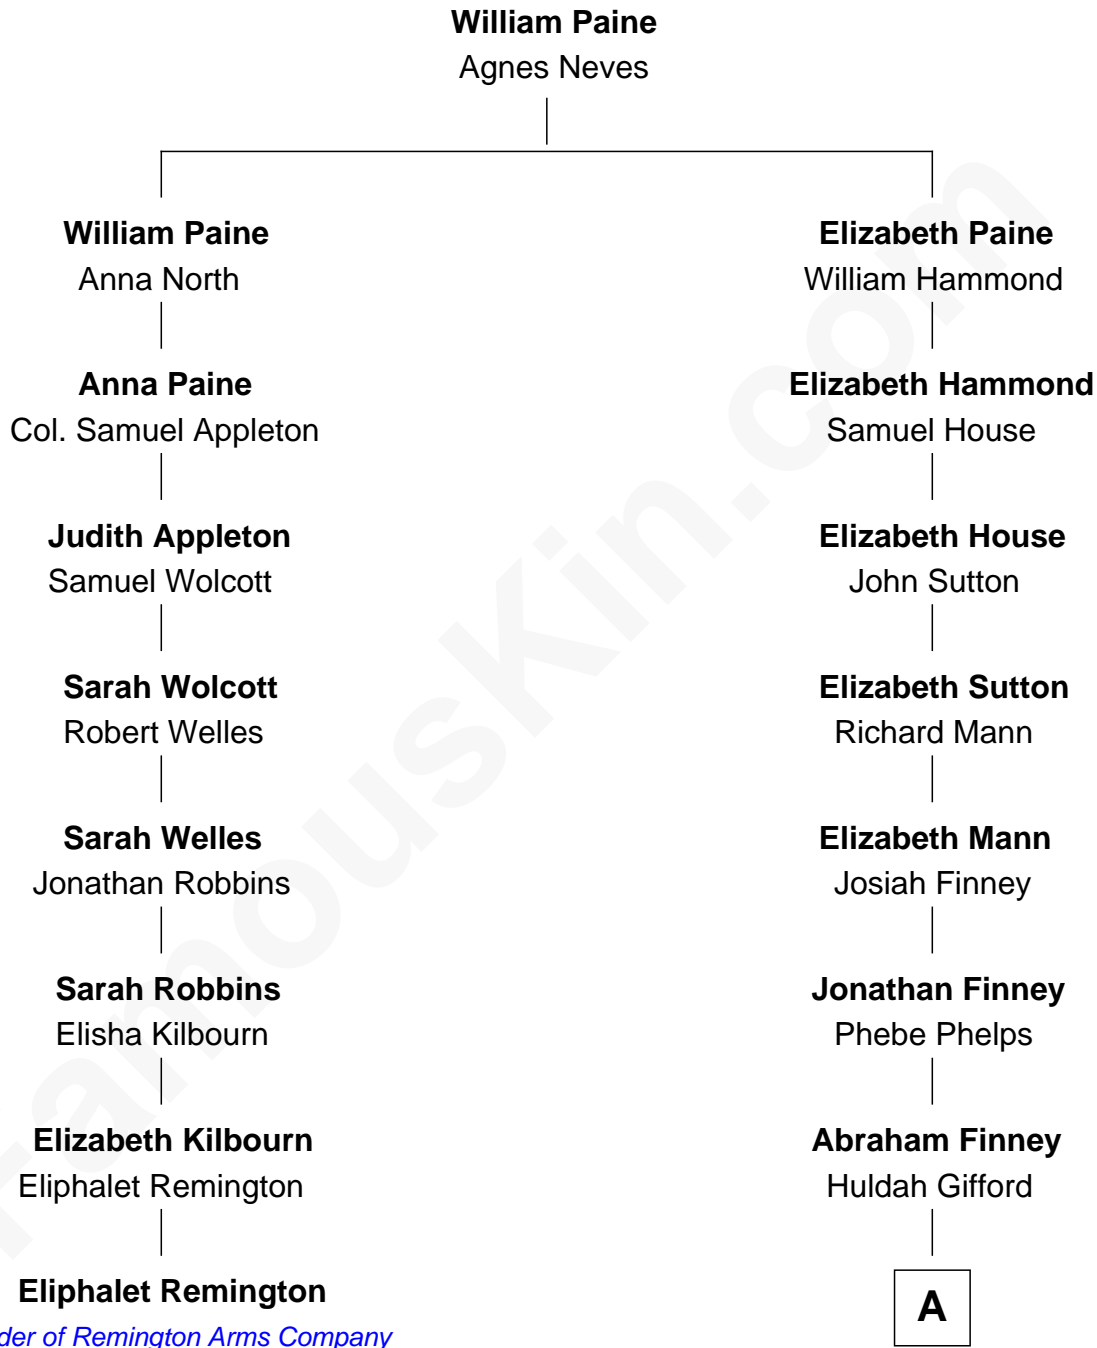 William Paine
Agnes Neves
William Paine
Anna North
Elizabeth Paine
William Hammond
Anna Paine
Col. Samuel Appleton
Elizabeth Hammond
Samuel House
Judith Appleton
Samuel Wolcott
Elizabeth House
John Sutton
Sarah Wolcott
Robert Welles
Elizabeth Sutton
Richard Mann
Sarah Welles
Jonathan Robbins
Elizabeth Mann
Josiah Finney
Sarah Robbins
Elisha Kilbourn
Jonathan Finney
Phebe Phelps
Elizabeth Kilbourn
Eliphalet Remington
Abraham Finney
Huldah Gifford
Eliphalet Remington
der of Remington Arms Company
A
FamousKin.com